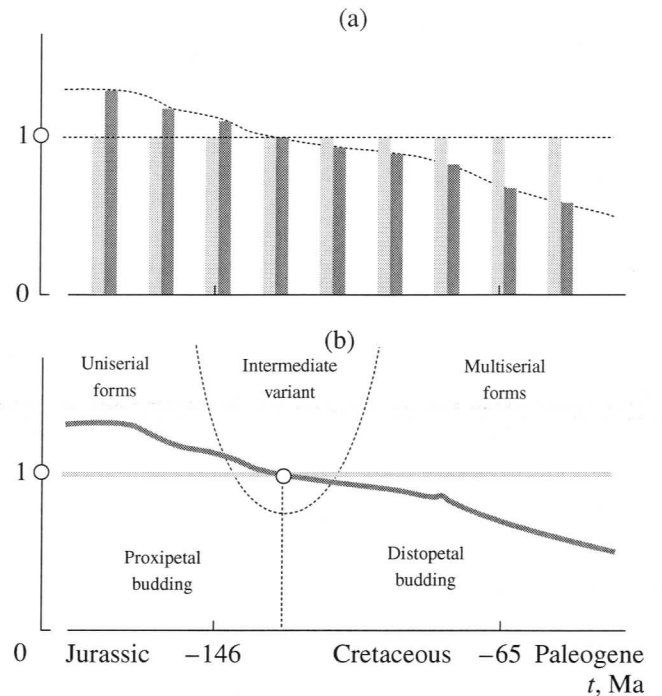 (a)
1
0
(b)
Uniserial
forms
Intermediate
variant
Multiserial
forms
1
Proxipetal
budding
Distopetal
budding
0 Jurassic −146 Cretaceous −65 Paleogene
t, Ma